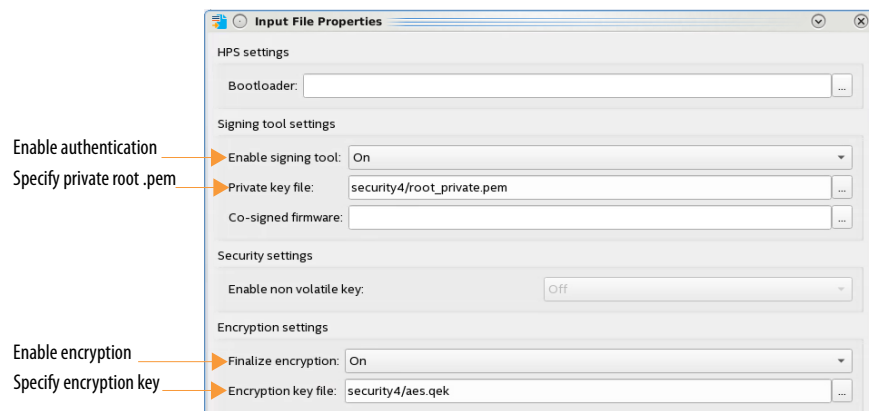 Input File Properties
HPS settings
Bootloader:
...
Signing tool settings
Enable authentication
Enable signing tool: On
Specify private root .pem
Private key file: security4/root_private.pem
...
Co-signed firmware:
...
Security settings
Enable non volatile key: Off
Encryption settings
Enable encryption
Finalize encryption: On
Specify encryption key
Encryption key file: security4/aes.qek
...